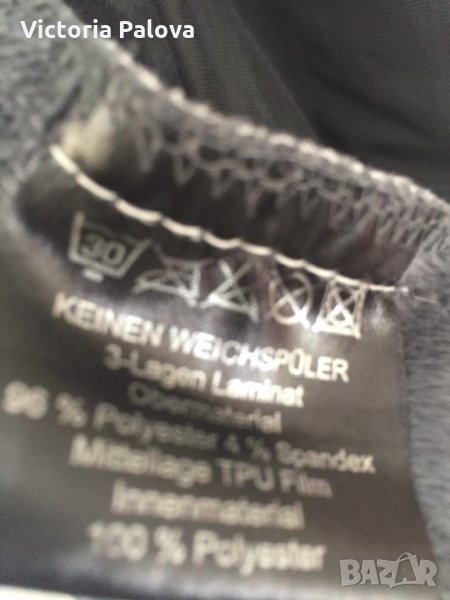 Victoria Palova
30
KEINEN WEICHSPÜLER
3-Lagen Laminat
Obermaterial
96 % Polyester 4 % Spandex
Mittellage TPU Film
Innenmaterial
100 % Polyester
BAZAR